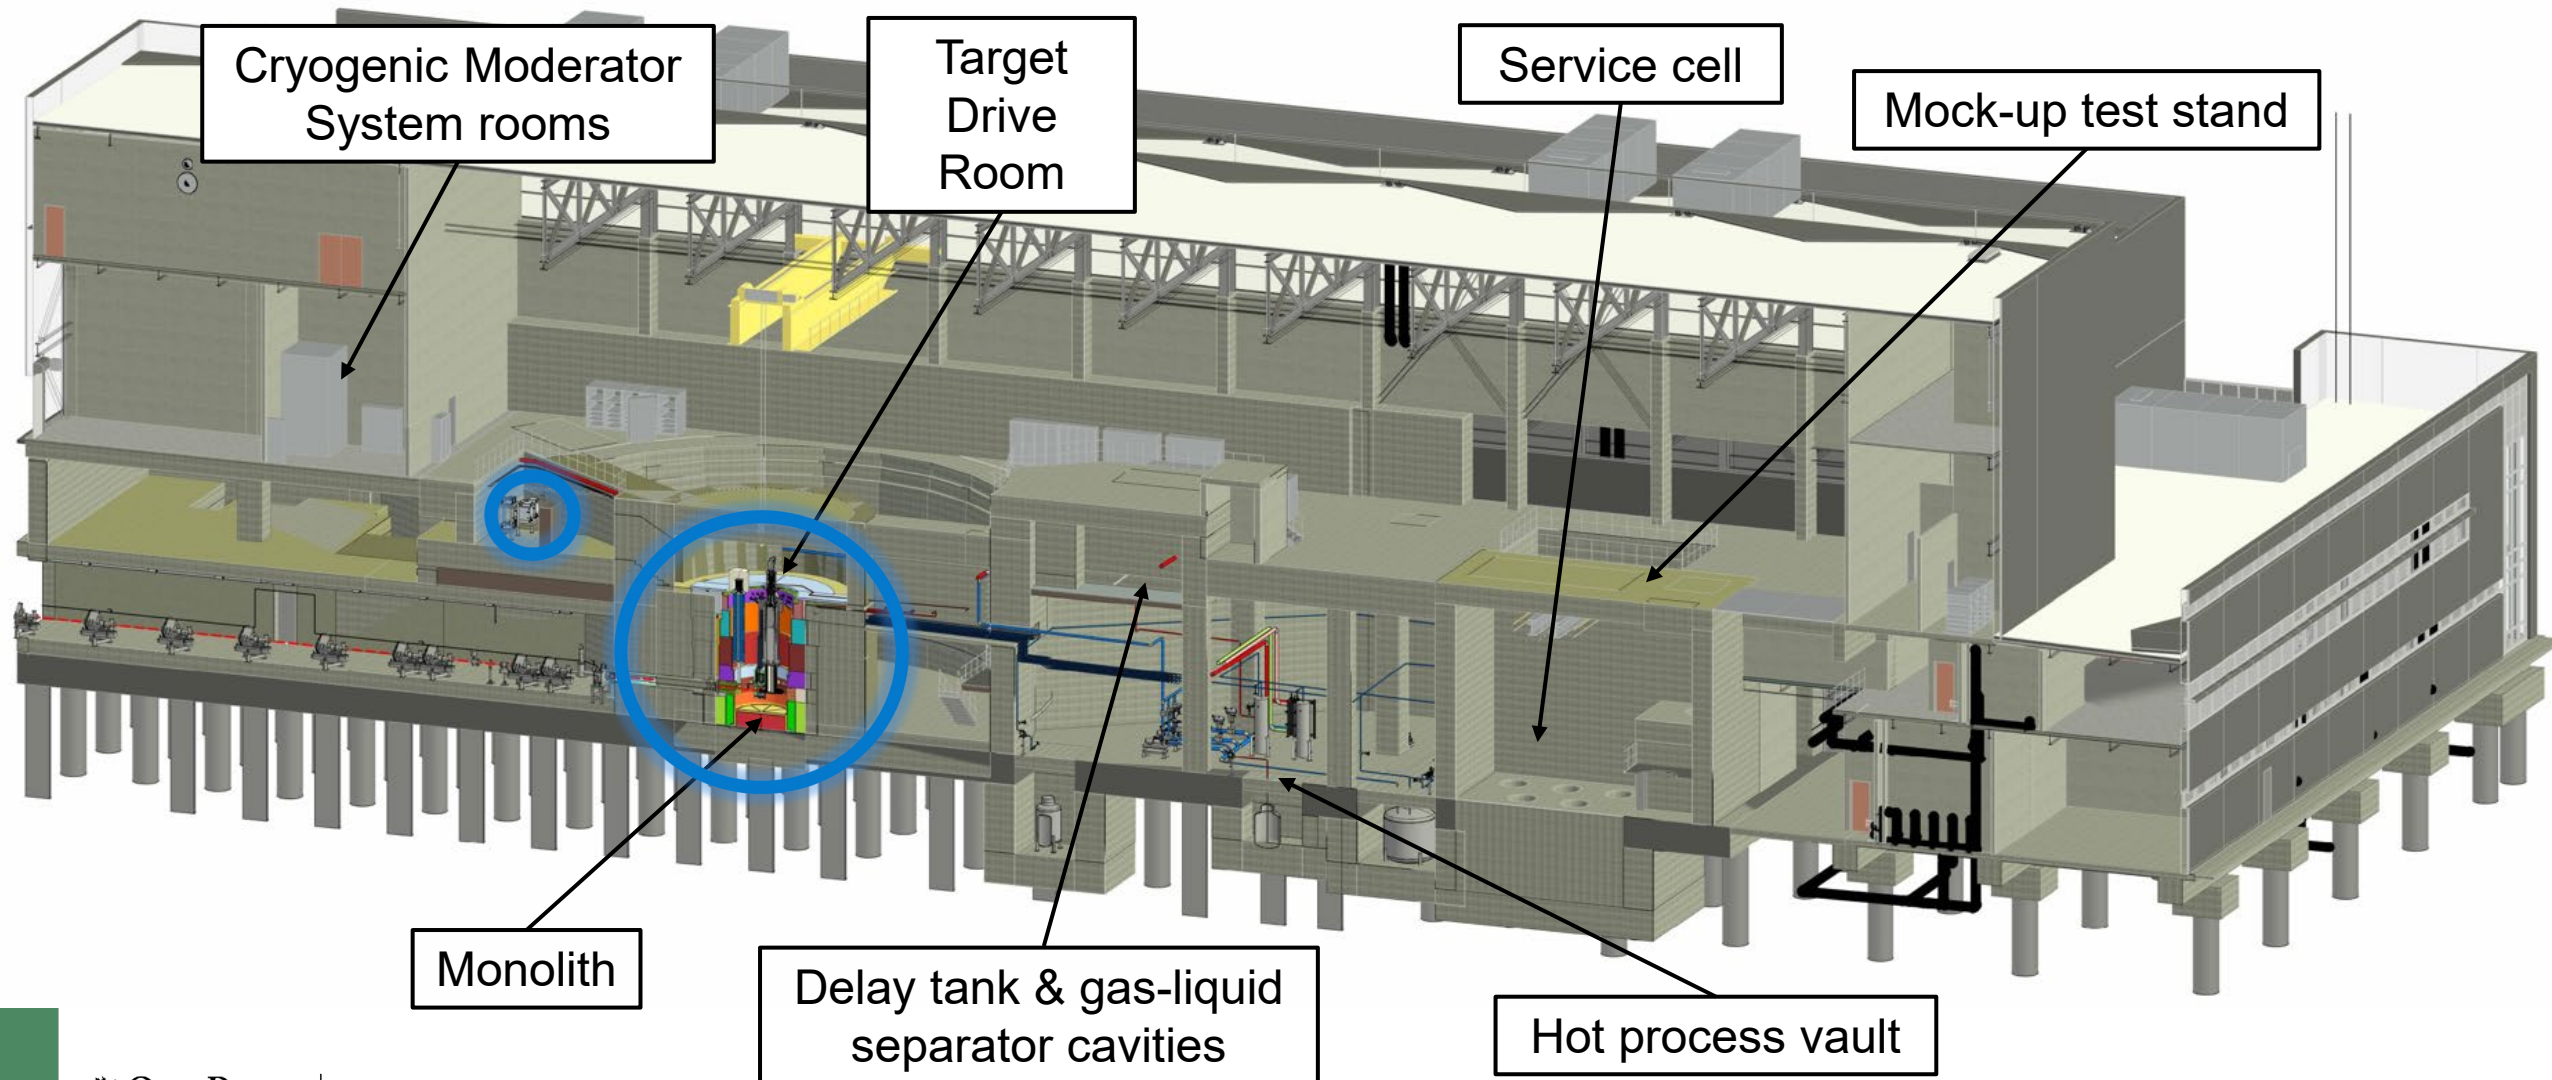 Cryogenic Moderator
System rooms
Target
Drive
Room
Service cell
Mock-up test stand
Monolith
Delay tank & gas-liquid
separator cavities
Hot process vault